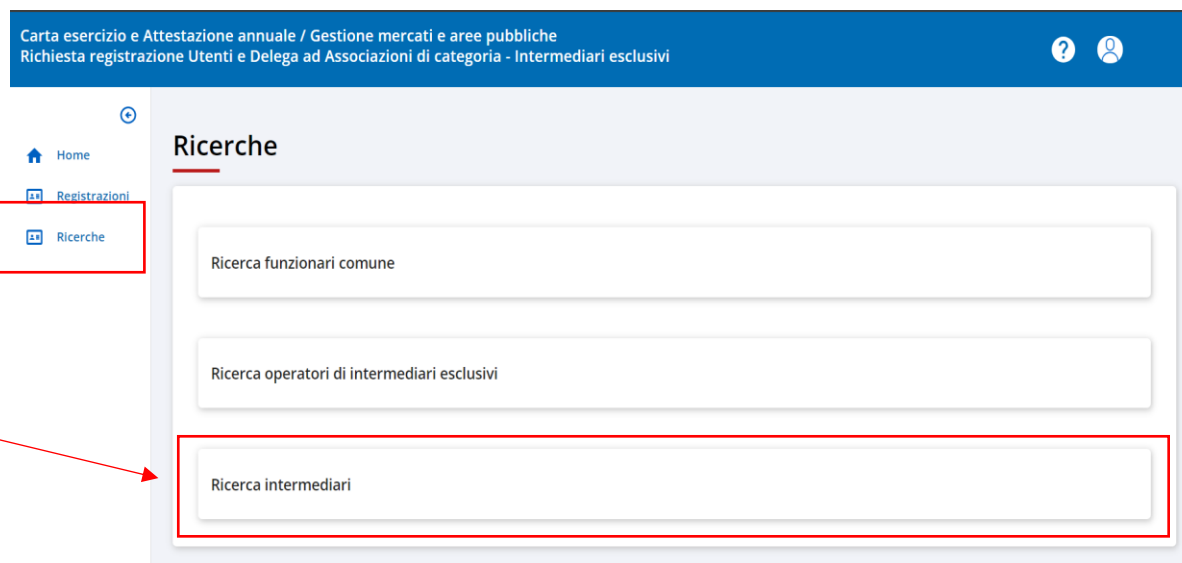 Carta esercizio e Attestazione annuale / Gestione mercati e aree pubbliche
Richiesta registrazione Utenti e Delega ad Associazioni di categoria - Intermediari esclusivi
?
Home
Registrazioni
Ricerche
Ricerche
Ricerca funzionari comune
Ricerca operatori di intermediari esclusivi
Ricerca intermediari